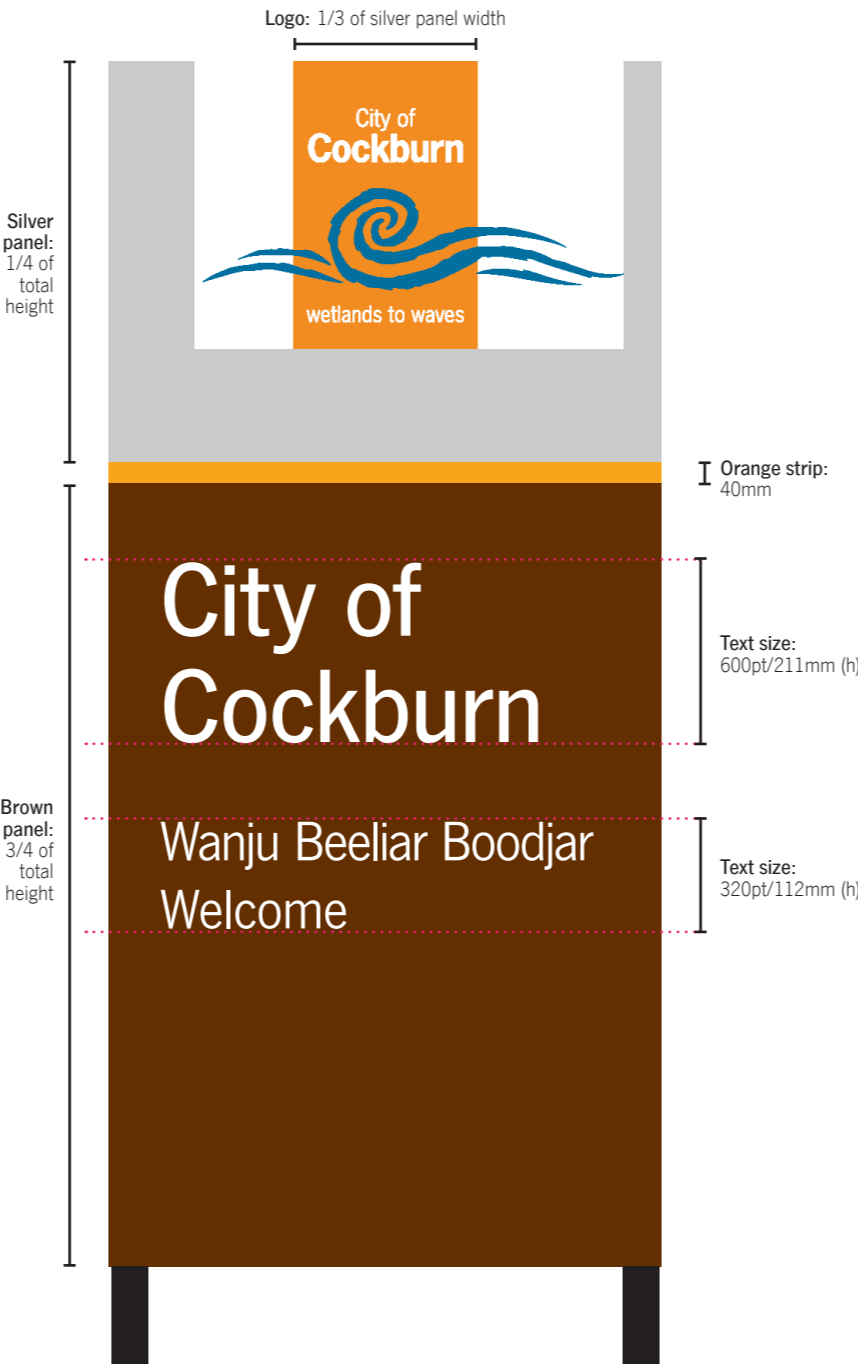 Logo: 1/3 of silver panel width
City of
Cockburn
wetlands to waves
Silver
panel:
1/4 of
total
height
Orange strip:
40mm
City of
Cockburn
Text size:
600pt/211mm (h)
Brown
panel:
3/4 of
total
height
Wanju Beeliar Boodjar
Welcome
Text size:
320pt/112mm (h)